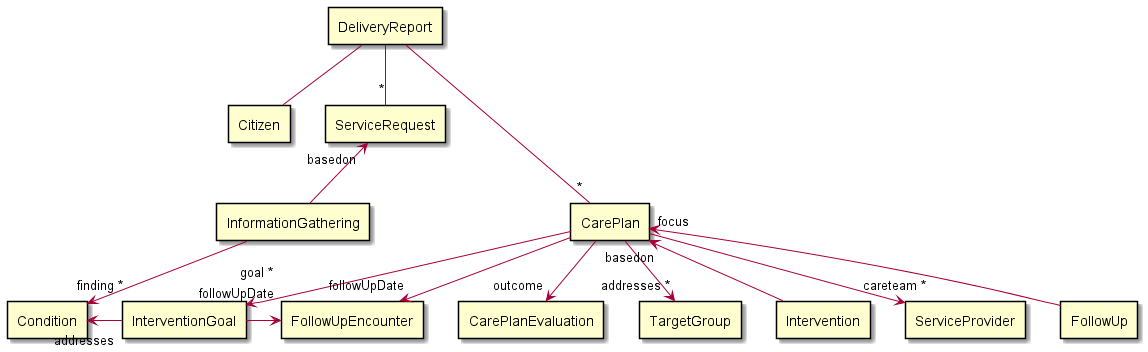 DeliveryReport
*
Citizen
ServiceRequest
basedon
*
InformationGathering
CarePlan
focus
basedon
goal *
finding *
followUpDate
followUpDate
outcome
addresses *
careteam *
Condition
InterventionGoal
FollowUpEncounter
CarePlanEvaluation
TargetGroup
Intervention
ServiceProvider
FollowUp
addresses